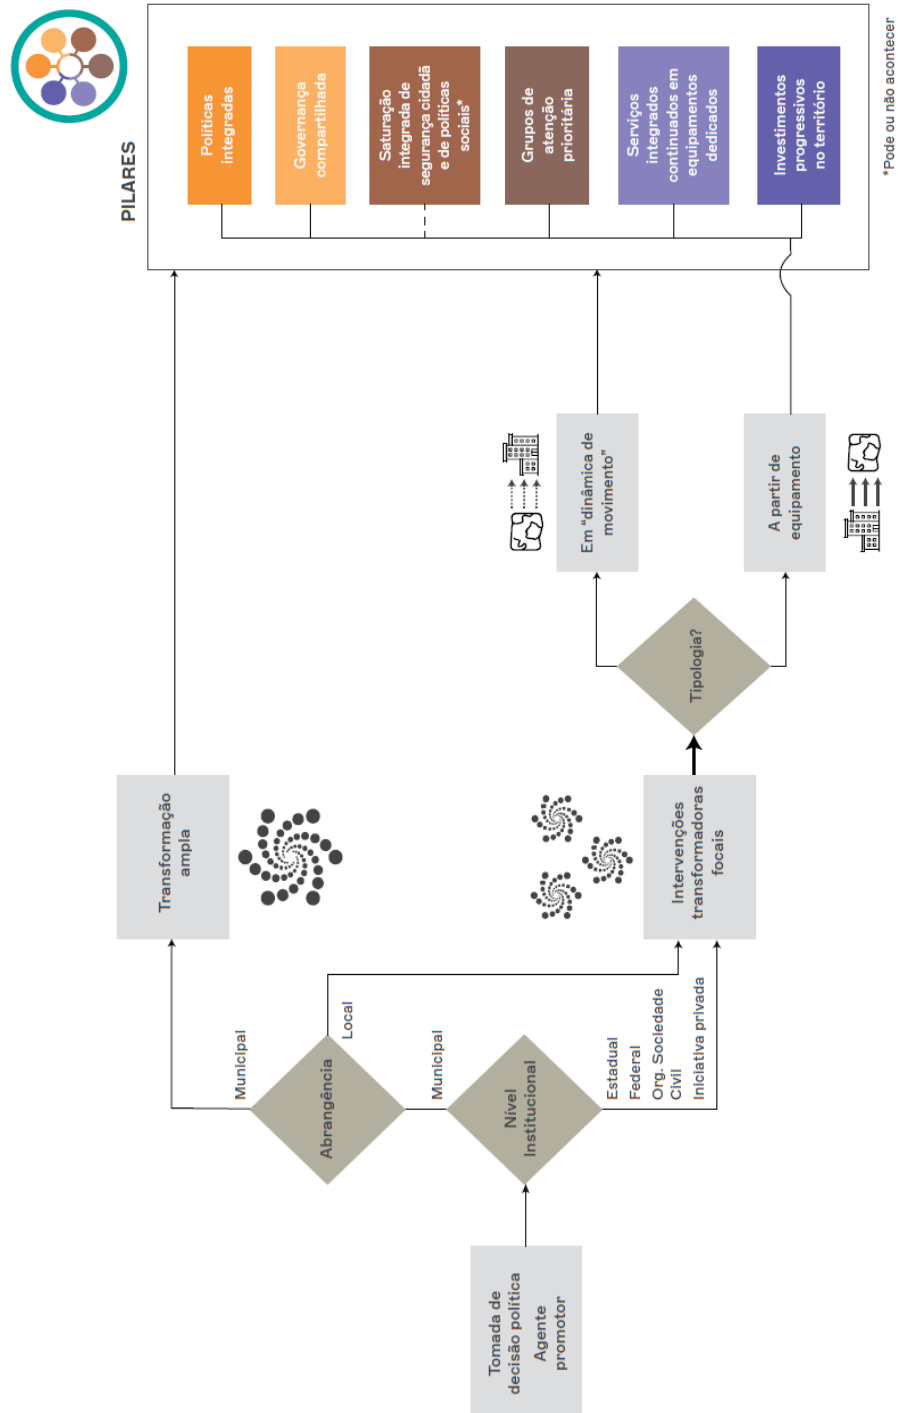 Tomada de
decisão política
Agente
promotor
Nível
Institucional
Municipal
Estadual
Federal
Org. Sociedade
Civil
Iniciativa privada
Abrangência
Municipal
Local
Transformação
ampla
Intervenções
transformadoras
focais
Tipologia?
Em “dinâmica de
movimento”
A partir de
equipamento
PILARES
Políticas
integradas
Governança
compartilhada
Saturação
integrada de
segurança cidadã
e de políticas
sociais*
Grupos de
atenção
prioritária
Serviços
integrados
continuados em
equipamentos
dedicados
Investimentos
progressivos
no território
*Pode ou não acontecer